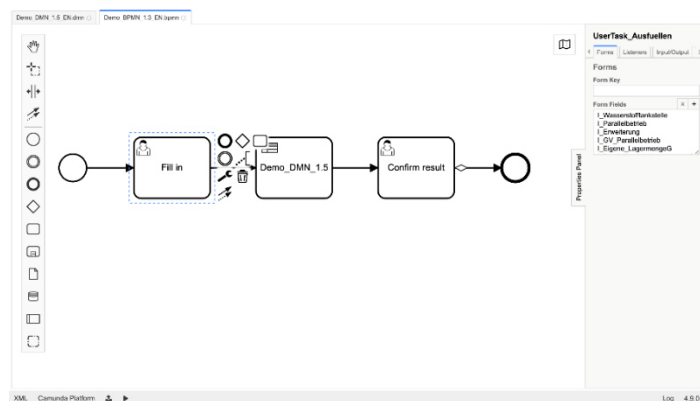 Demo_DMN_1.5_EN.dmn
Demo_BPMN_1.5_EN.bpmn
UserTask_Ausfuellen
Forms Listeners Input/Output
Forms
Form Key
Form Fields × +
I_Wasserstofftankstelle
I_Parallelbetrieb
I_Erweiterung
I_GV_Parallelbetrieb
I_Eigene_LagermengeG
Properties Panel
Fill in
Demo_DMN_1.5
Confirm result
XML Camunda Platform
Log 4.9.0